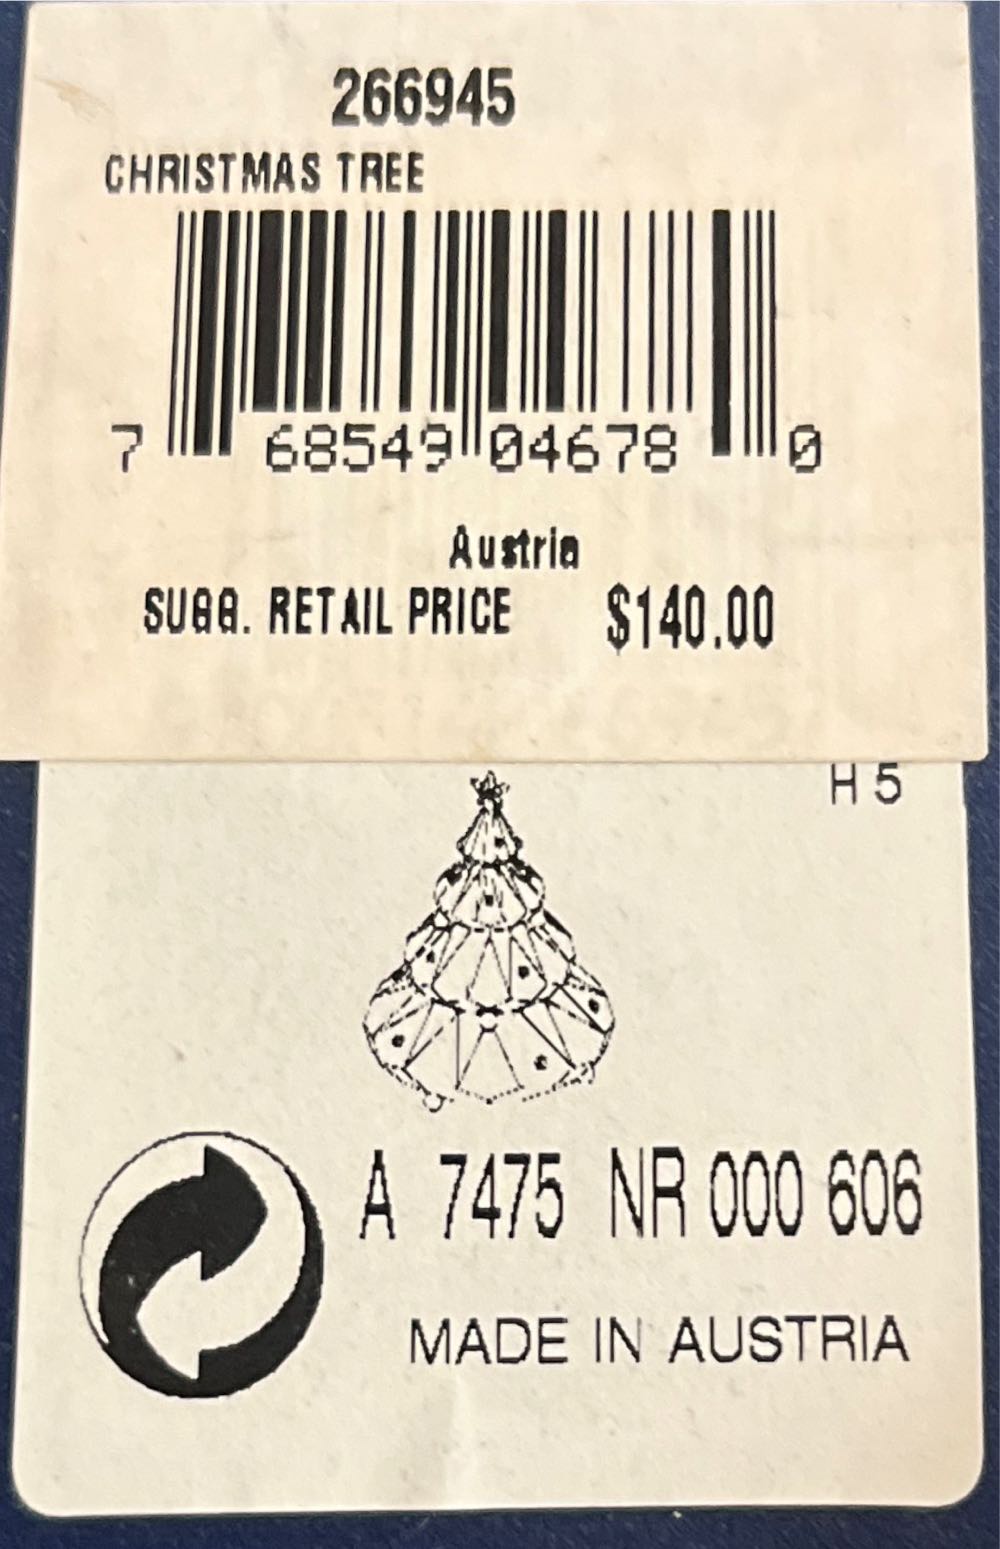 266945
CHRISTMAS TREE
7 68549 04678 0
Austria
SUGG. RETAIL PRICE $140.00
H 5
A 7475 NR 000 606
MADE IN AUSTRIA